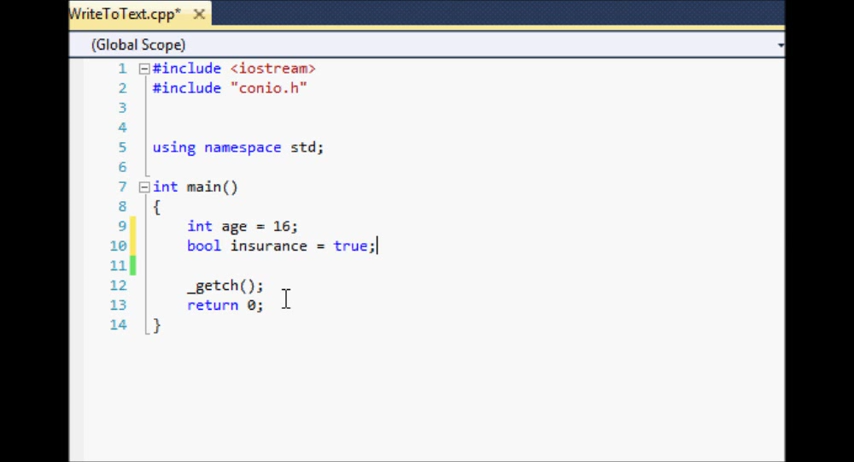 WriteToText.cpp* ×
(Global Scope)
1 #include <iostream>
2 #include "conio.h"
3
4
5 using namespace std;
6
7 int main()
8 {
9 int age = 16;
10 bool insurance = true;
11
12 _getch();
13 return 0;
14 }